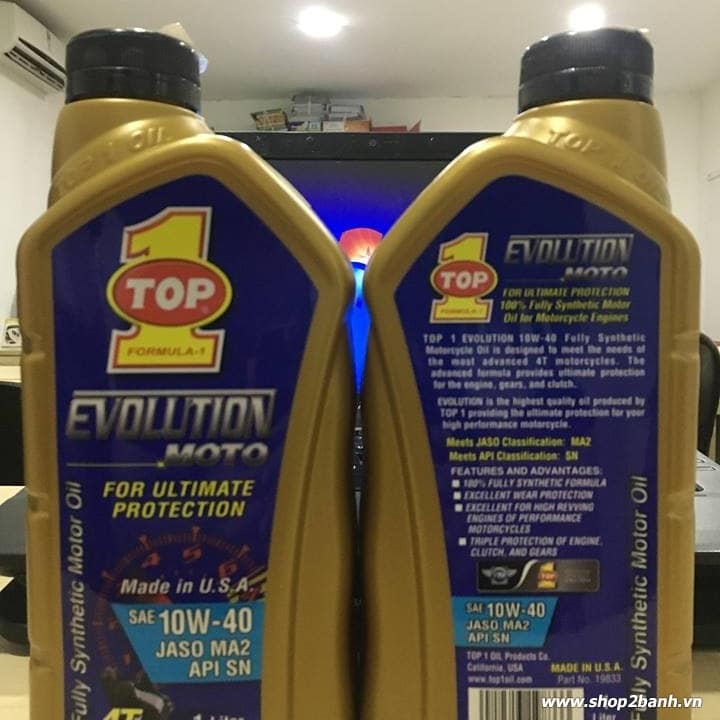 TOP 1 OIL
1
TOP
FORMULA-1
EVOLUTION
MOTO
FOR ULTIMATE
PROTECTION
Made in U.S.A.
SAE 10W-40
JASO MA2
API SN
Fully Synthetic Motor Oil
4T
1 Liter
TOP 1
1
TOP
FORMULA-1
EVOLUTION
MOTO
FOR ULTIMATE PROTECTION
100% Fully Synthetic Motor
Oil for Motorcycle Engines
TOP 1 EVOLUTION 10W-40 Fully Synthetic
Motorcycle Oil is designed to meet the needs of
the most advanced 4T motorcycles. The
advanced formula provides ultimate protection
for the engine, gears, and clutch.
EVOLUTION is the highest quality oil produced by
TOP 1 providing the ultimate protection for your
high performance motorcycle.
Meets JASO Classification: MA2
Meets API Classification: SN
FEATURES AND ADVANTAGES:
100% FULLY SYNTHETIC FORMULA
EXCELLENT WEAR PROTECTION
EXCELLENT FOR HIGH REVVING
ENGINES OF PERFORMANCE
MOTORCYCLES
TRIPLE PROTECTION OF ENGINE,
CLUTCH, AND GEARS
TOP
SAE 10W-40
JASO MA2
API SN
TOP 1 OIL Products Co.
California, USA
www.top1oil.com
MADE IN U.S.A.
Part No. 19833
Fully Synthetic Motor Oil
Liter
www.shop2banh.vn